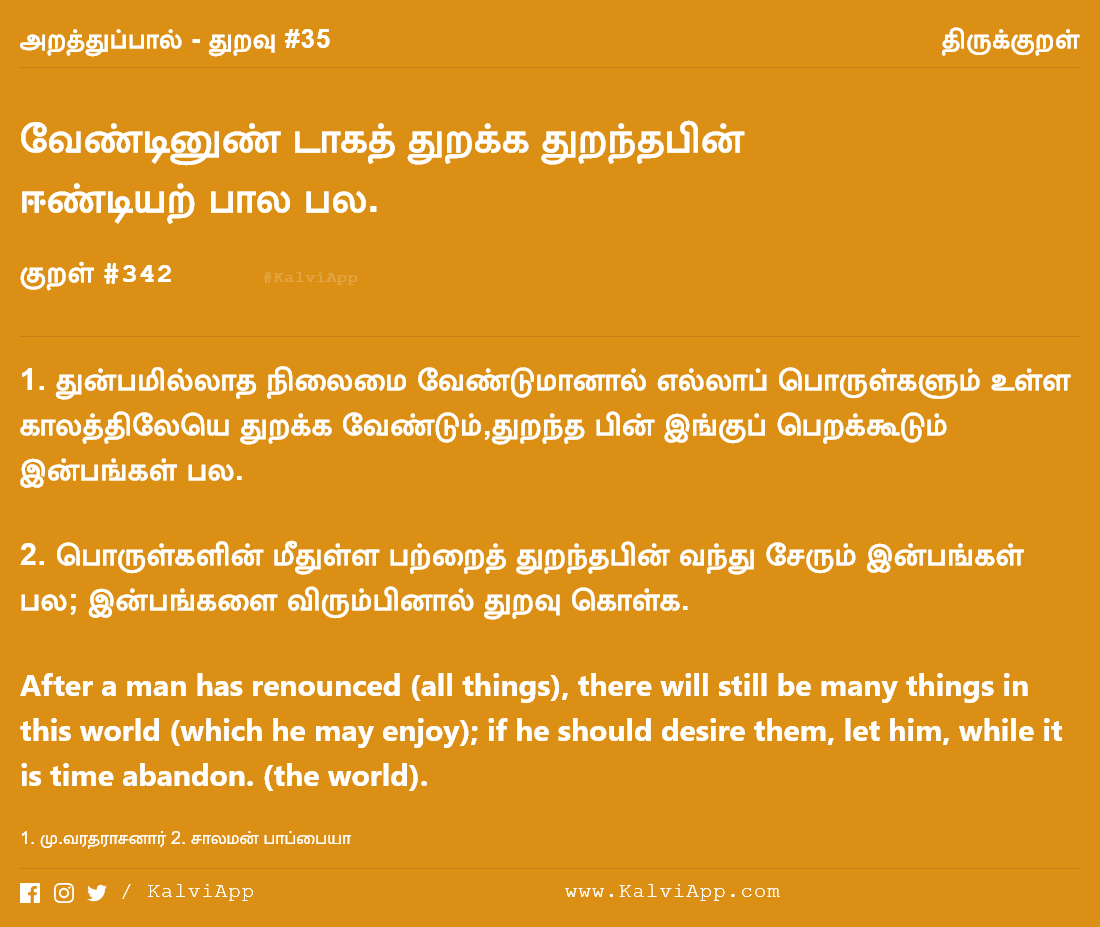 அறத்துப்பால் - துறவு #35
திருக்குறள்
வேண்டினுண் டாகத் துறக்க துறந்தபின்
ஈண்டியற் பால பல.
குறள் #342
#KalviApp
1. துன்பமில்லாத நிலைமை வேண்டுமானால் எல்லாப் பொருள்களும் உள்ள
காலத்திலேயெ துறக்க வேண்டும்,துறந்த பின் இங்குப் பெறக்கூடும்
இன்பங்கள் பல.
2. பொருள்களின் மீதுள்ள பற்றைத் துறந்தபின் வந்து சேரும் இன்பங்கள்
பல; இன்பங்களை விரும்பினால் துறவு கொள்க.
After a man has renounced (all things), there will still be many things in
this world (which he may enjoy); if he should desire them, let him, while it
is time abandon. (the world).
1. மு.வரதராசனார் 2. சாலமன் பாப்பையா
/ KalviApp
www.KalviApp.com